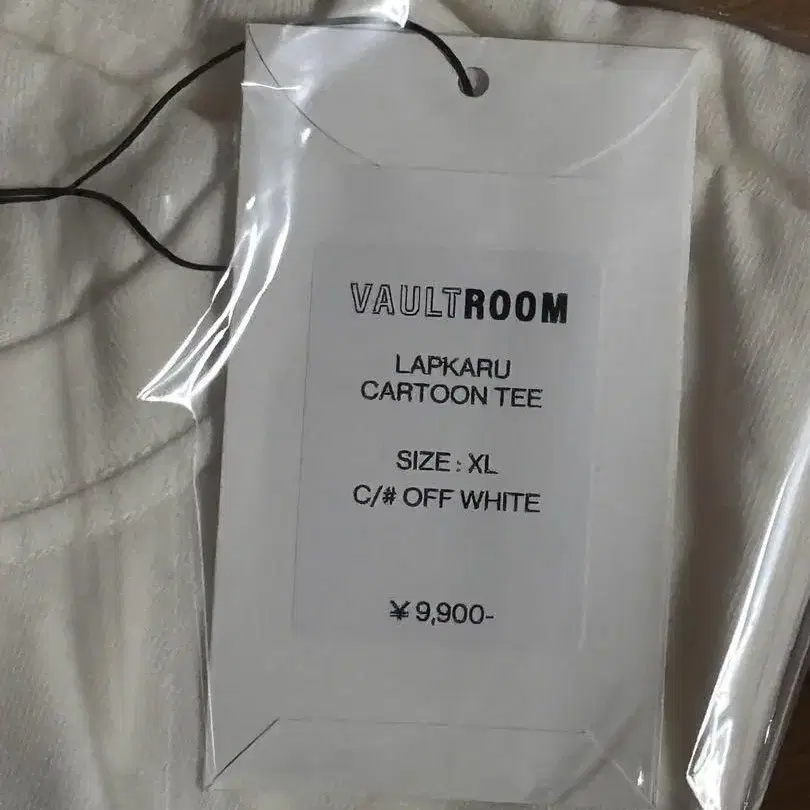 VAULTROOM
LAPKARU
CARTOON TEE
SIZE : XL
C/# OFF WHITE
¥ 9,900-